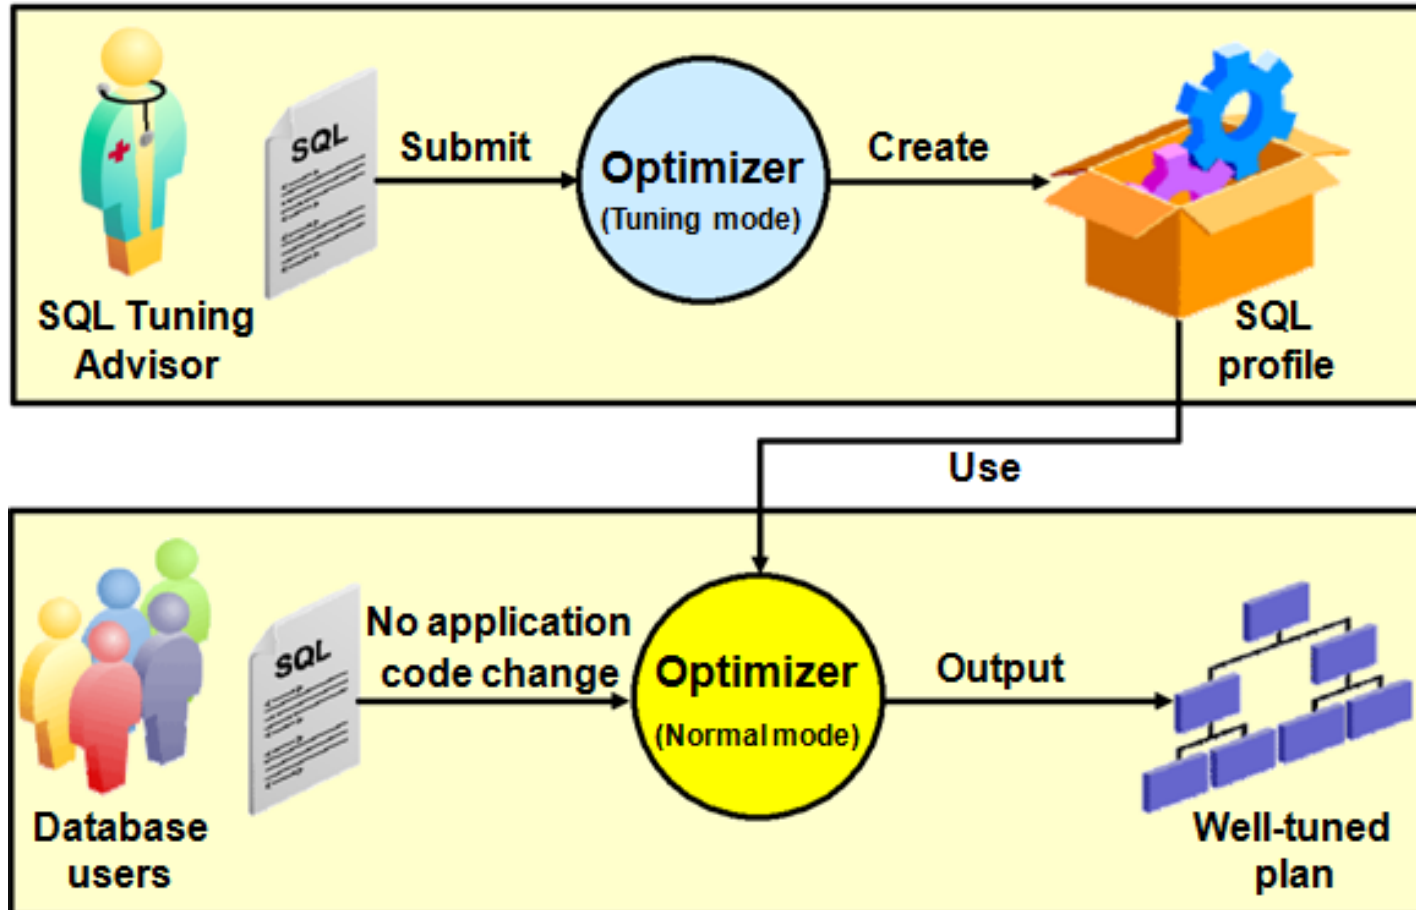 SQL
Submit
Optimizer
(Tuning mode)
Create
SQL Tuning
Advisor
SQL
profile
Use
SQL
No application
code change
Optimizer
(Normal mode)
Output
Database
users
Well-tuned
plan